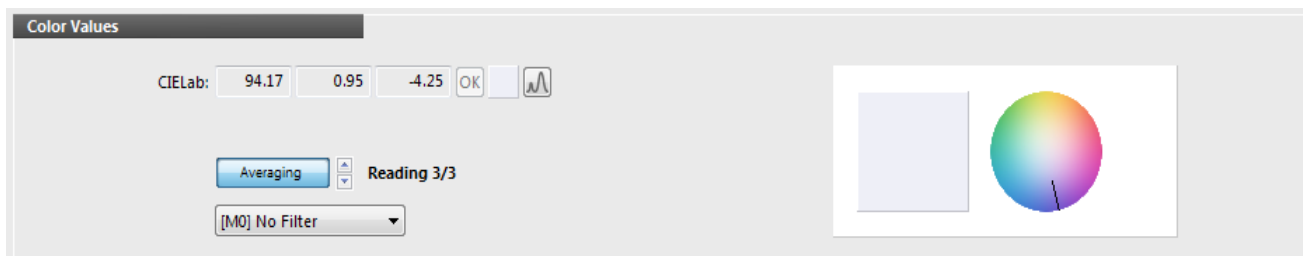 Color Values
CIELab: 94.17 0.95 -4.25 OK
Averaging Reading 3/3
[M0] No Filter